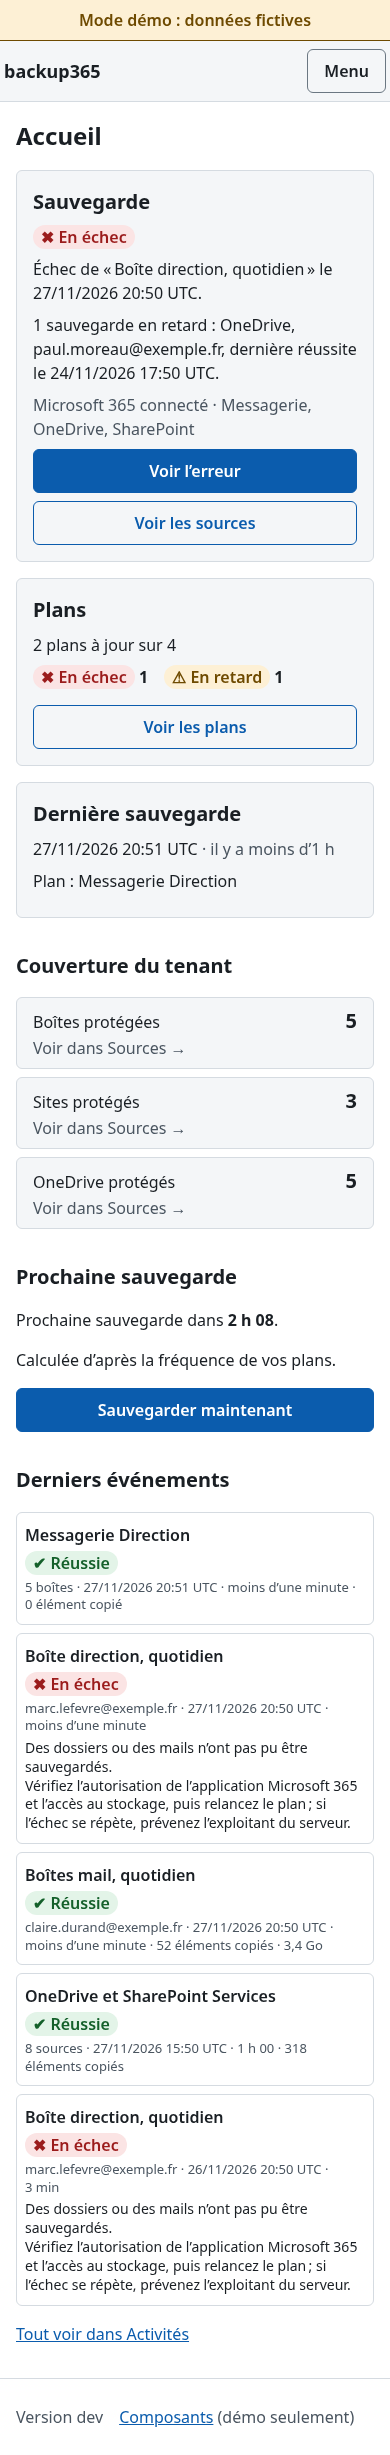 Mode démo : données fictives
backup365
Menu
Accueil
Sauvegarde
✖ En échec
Échec de « Boîte direction, quotidien » le
27/11/2026 20:50 UTC.
1 sauvegarde en retard : OneDrive,
paul.moreau@exemple.fr, dernière réussite
le 24/11/2026 17:50 UTC.
Microsoft 365 connecté · Messagerie,
OneDrive, SharePoint
Voir l’erreur
Voir les sources
Plans
2 plans à jour sur 4
✖ En échec 1 ⚠ En retard 1
Voir les plans
Dernière sauvegarde
27/11/2026 20:51 UTC · il y a moins d’1 h
Plan : Messagerie Direction
Couverture du tenant
Boîtes protégées 5
Voir dans Sources →
Sites protégés 3
Voir dans Sources →
OneDrive protégés 5
Voir dans Sources →
Prochaine sauvegarde
Prochaine sauvegarde dans 2 h 08.
Calculée d’après la fréquence de vos plans.
Sauvegarder maintenant
Derniers événements
Messagerie Direction
✔ Réussie
5 boîtes · 27/11/2026 20:51 UTC · moins d’une minute ·
0 élément copié
Boîte direction, quotidien
✖ En échec
marc.lefevre@exemple.fr · 27/11/2026 20:50 UTC ·
moins d’une minute
Des dossiers ou des mails n’ont pas pu être
sauvegardés.
Vérifiez l’autorisation de l’application Microsoft 365
et l’accès au stockage, puis relancez le plan ; si
l’échec se répète, prévenez l’exploitant du serveur.
Boîtes mail, quotidien
✔ Réussie
claire.durand@exemple.fr · 27/11/2026 20:50 UTC ·
moins d’une minute · 52 éléments copiés · 3,4 Go
OneDrive et SharePoint Services
✔ Réussie
8 sources · 27/11/2026 15:50 UTC · 1 h 00 · 318
éléments copiés
Boîte direction, quotidien
✖ En échec
marc.lefevre@exemple.fr · 26/11/2026 20:50 UTC ·
3 min
Des dossiers ou des mails n’ont pas pu être
sauvegardés.
Vérifiez l’autorisation de l’application Microsoft 365
et l’accès au stockage, puis relancez le plan ; si
l’échec se répète, prévenez l’exploitant du serveur.
Tout voir dans Activités
Version dev Composants (démo seulement)